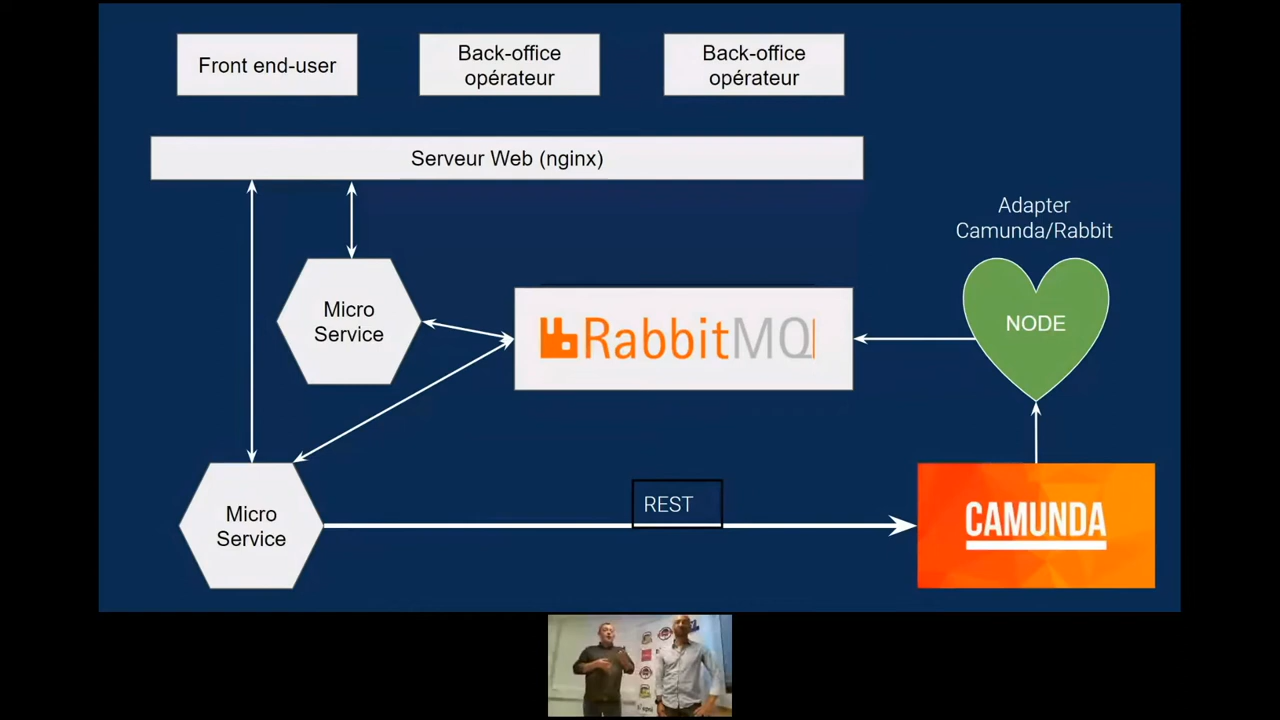 Front end-user
Back-office
opérateur
Back-office
opérateur
Serveur Web (nginx)
Adapter
Camunda/Rabbit
Micro
Service
RabbitMQ
NODE
Micro
Service
REST
CAMUNDA